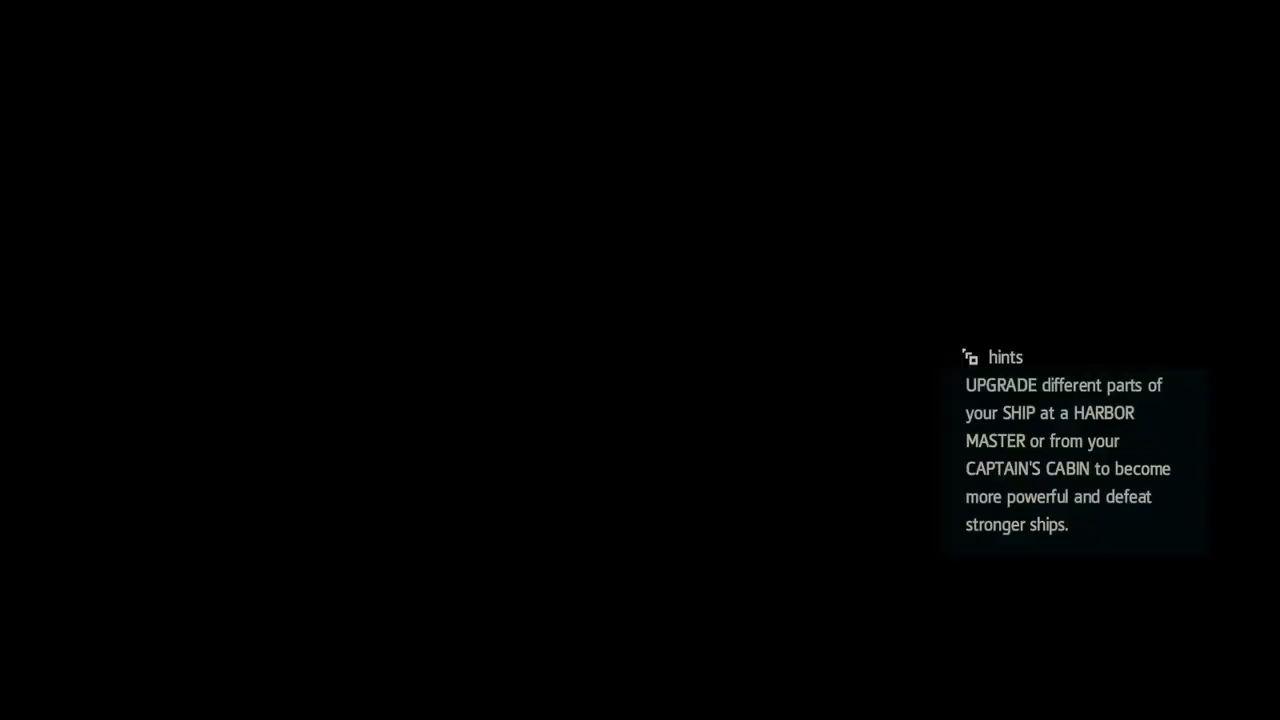 hints
UPGRADE different parts of
your SHIP at a HARBOR
MASTER or from your
CAPTAIN'S CABIN to become
more powerful and defeat
stronger ships.